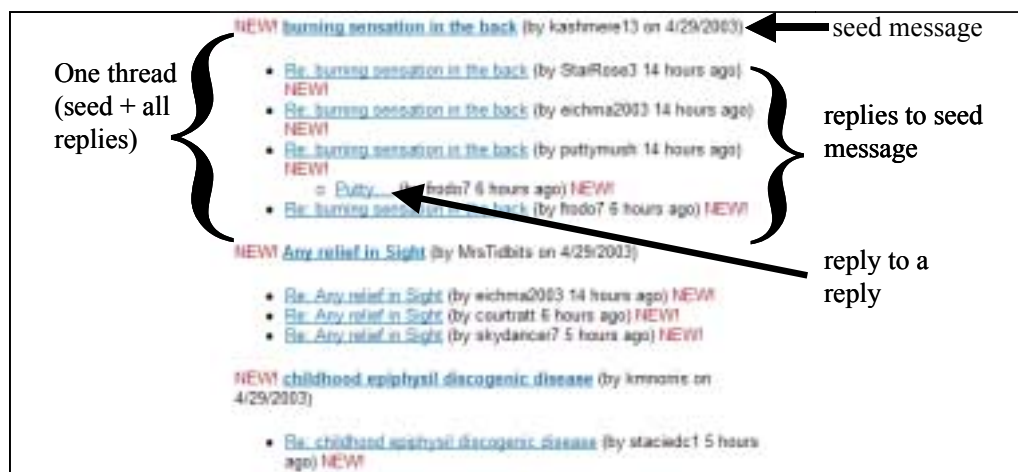 NEW! burning sensation in the back (by kashmere13 on 4/29/2003)
seed message
One thread
(seed + all
replies)
Re: burning sensation in the back (by StarRose3 14 hours ago)
NEW!
Re: burning sensation in the back (by eichma2003 14 hours ago)
NEW!
Re: burning sensation in the back (by puttymush 14 hours ago)
NEW!
Putty.... (by frodo7 6 hours ago) NEW!
Re: burning sensation in the back (by frodo7 6 hours ago) NEW!
replies to seed
message
NEW! Any relief in Sight (by MrsTidbits on 4/29/2003)
reply to a
reply
Re: Any relief in Sight (by eichma2003 14 hours ago) NEW!
Re: Any relief in Sight (by courtratt 6 hours ago) NEW!
Re: Any relief in Sight (by skydancer7 5 hours ago) NEW!
NEW! childhood epiphysil discogenic disease (by kmnorris on
4/29/2003)
Re: childhood epiphysil discogenic disease (by staciedc1 5 hours
ago) NEW!